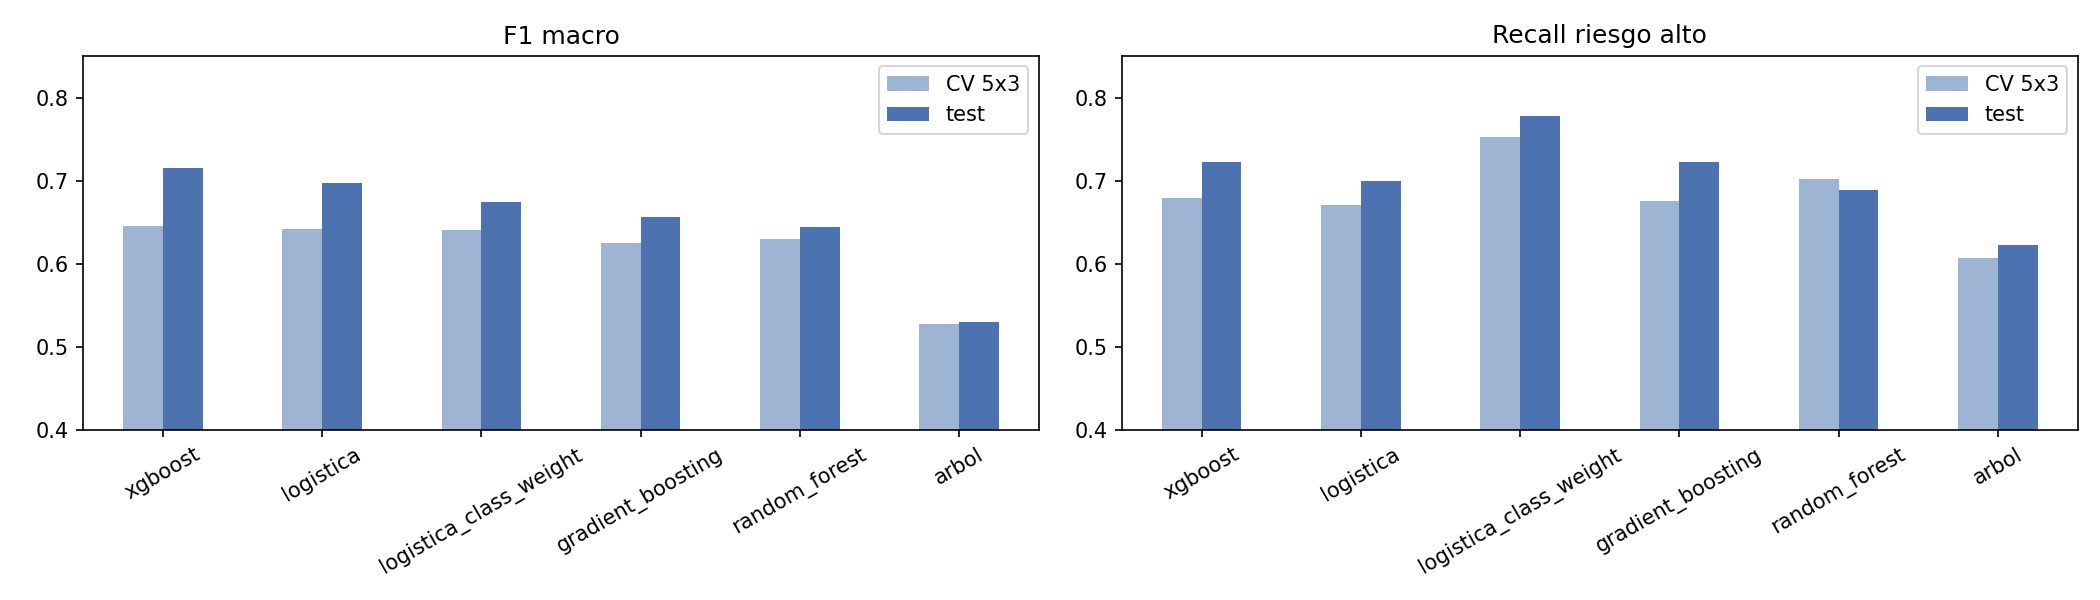 F1 macro
CV 5x3
test
0.8
0.7
0.6
0.5
0.4
xgboost
logistica
logistica_class_weight
gradient_boosting
random_forest
arbol
Recall riesgo alto
CV 5x3
test
0.8
0.7
0.6
0.5
0.4
xgboost
logistica
logistica_class_weight
gradient_boosting
random_forest
arbol